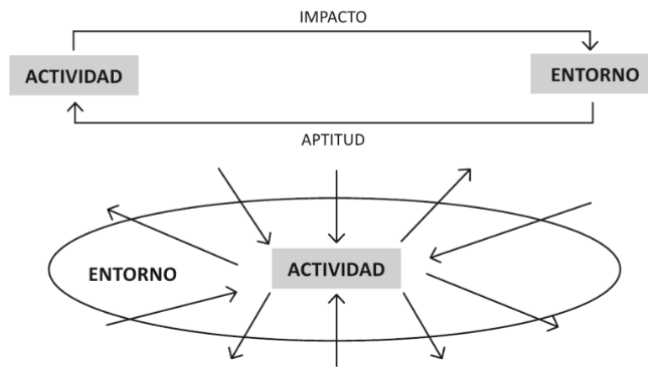 IMPACTO
ACTIVIDAD
ENTORNO
APTITUD
ENTORNO
ACTIVIDAD